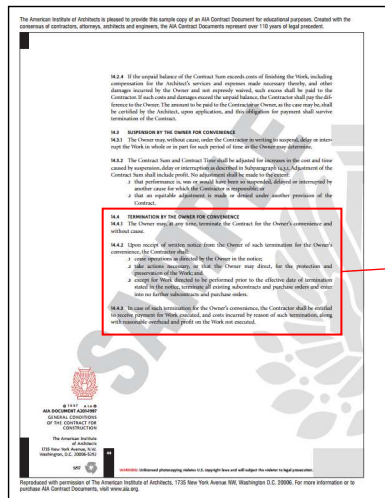 The American Institute of Architects is pleased to provide this sample copy of an AIA Contract Document for educational purposes. Created with the
consensus of contractors, attorneys, architects and engineers, the AIA Contract Documents represent over 110 years of legal precedent.
14.2.4 If the unpaid balance of the Contract Sum exceeds costs of finishing the Work, including
compensation for the Architect's services and expenses made necessary thereby, and other
damages incurred by the Owner and not expressly waived, such excess shall be paid to the
Contractor. If such costs and damages exceed the unpaid balance, the Contractor shall pay the dif-
ference to the Owner. The amount to be paid to the Contractor or Owner, as the case may be, shall
be certified by the Architect, upon application, and this obligation for payment shall survive
termination of the Contract.
14.3 SUSPENSION BY THE OWNER FOR CONVENIENCE
14.3.1 The Owner may, without cause, order the Contractor in writing to suspend, delay or inter-
rupt the Work in whole or in part for such period of time as the Owner may determine.
14.3.2 The Contract Sum and Contract Time shall be adjusted for increases in the cost and time
caused by suspension, delay or interruption as described in Subparagraph 14.3.1. Adjustment of the
Contract Sum shall include profit. No adjustment shall be made to the extent:
.1 that performance is, was or would have been so suspended, delayed or interrupted by
another cause for which the Contractor is responsible; or
.2 that an equitable adjustment is made or denied under another provision of the
Contract.
14.4 TERMINATION BY THE OWNER FOR CONVENIENCE
14.4.1 The Owner may, at any time, terminate the Contract for the Owner's convenience and
without cause.
14.4.2 Upon receipt of written notice from the Owner of such termination for the Owner's
convenience, the Contractor shall:
.1 cease operations as directed by the Owner in the notice;
.2 take actions necessary, or that the Owner may direct, for the protection and
preservation of the Work; and
.3 except for Work directed to be performed prior to the effective date of termination
stated in the notice, terminate all existing subcontracts and purchase orders and enter
into no further subcontracts and purchase orders.
14.4.3 In case of such termination for the Owner's convenience, the Contractor shall be entitled
to receive payment for Work executed, and costs incurred by reason of such termination, along
with reasonable overhead and profit on the Work not executed.
SAMPLE
© 1997 AIA®
AIA DOCUMENT A201-1997
GENERAL CONDITIONS
OF THE CONTRACT FOR
CONSTRUCTION
The American Institute
of Architects
1735 New York Avenue, N.W.
Washington, D.C. 20006-5292
44
WARNING: Unlicensed photocopying violates U.S. copyright laws and will subject the violator to legal prosecution.
Reproduced with permission of The American Institute of Architects, 1735 New York Avenue NW, Washington D.C. 20006. For more information or to
purchase AIA Contract Documents, visit www.aia.org.